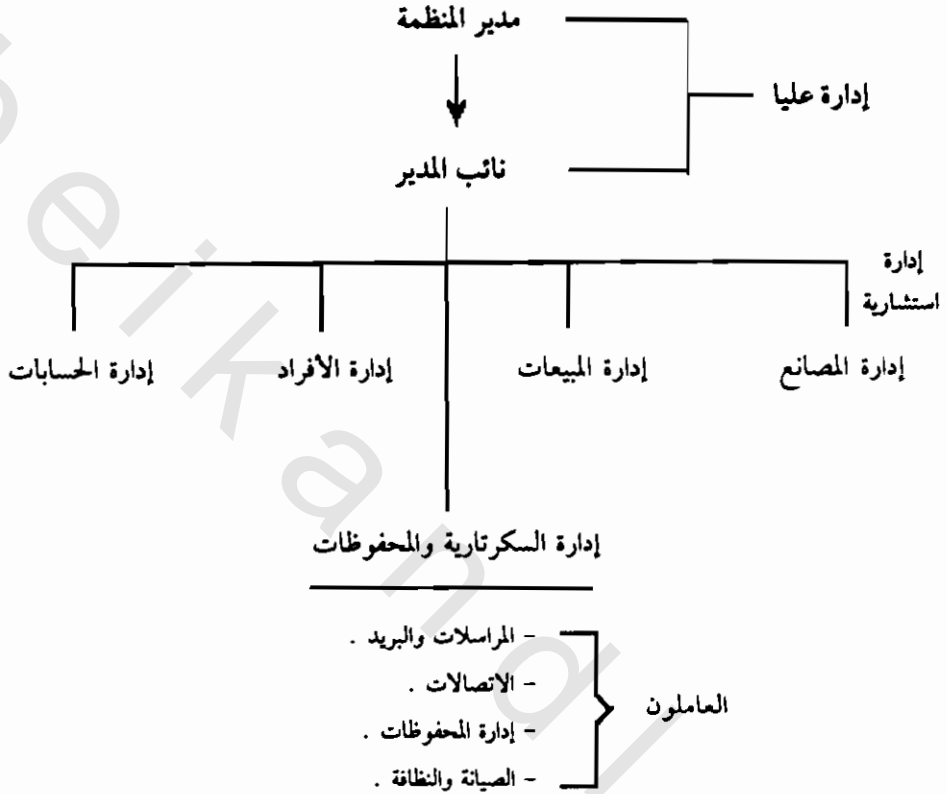 مدير المنظمة
إدارة عليا
نائب المدير
إدارة
استشارية
إدارة المصانع
إدارة المبيعات
إدارة الأفراد
إدارة الحسابات
إدارة السكرتارية والمحفوظات
– المراسلات والبريد .
– الاتصالات .
العاملون
– إدارة المحفوظات .
– الصيانة والنظافة .
beikandl